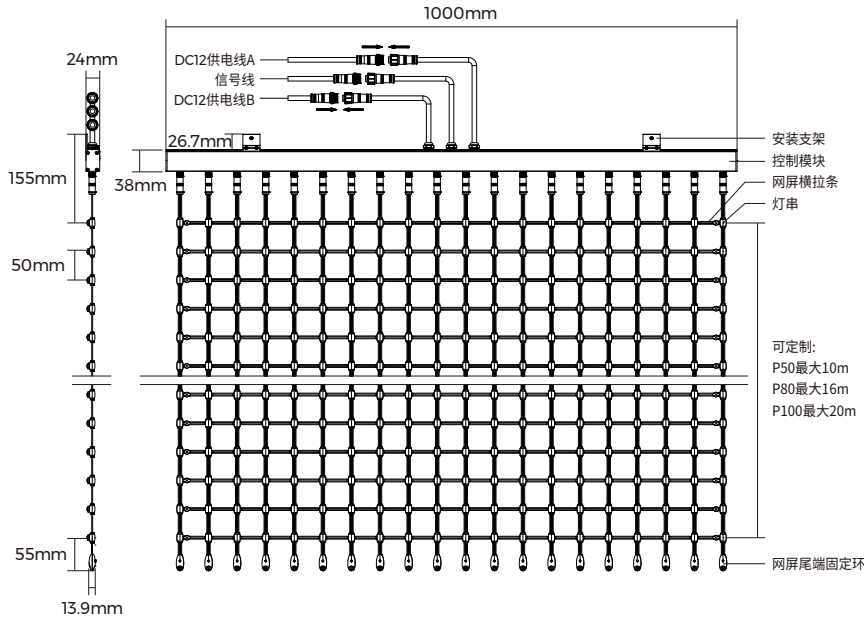 1000mm
24mm
DC12供电线A
信号线
DC12供电线B
26.7mm
安装支架
155mm
38mm
控制模块
网屏横拉条
灯串
50mm
可定制:
P50最大10m
P80最大16m
P100最大20m
55mm
网屏尾端固定环
13.9mm